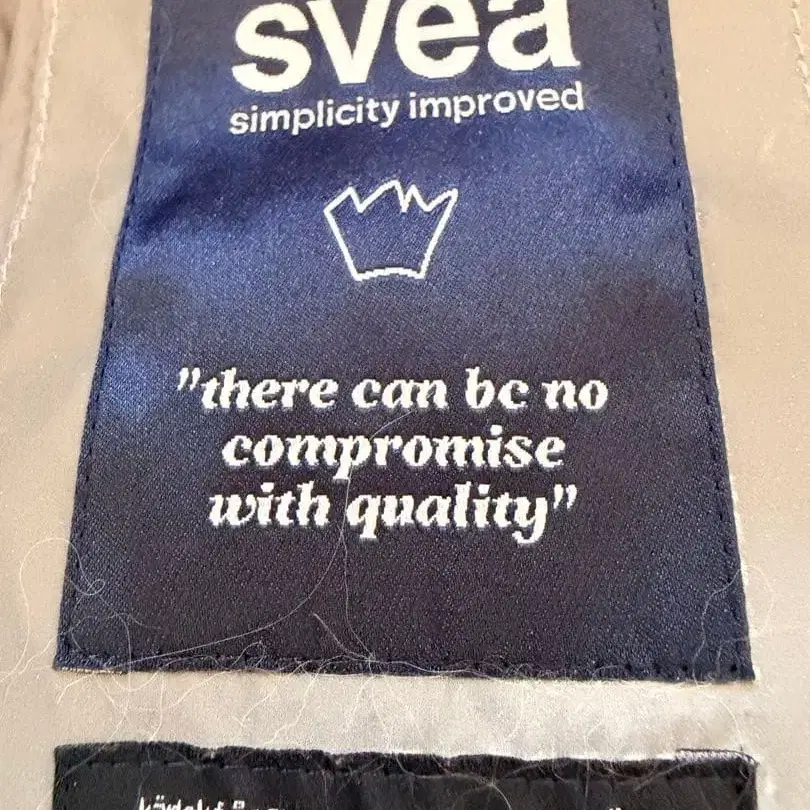 svea
simplicity improved
"there can be no
compromise
with quality"